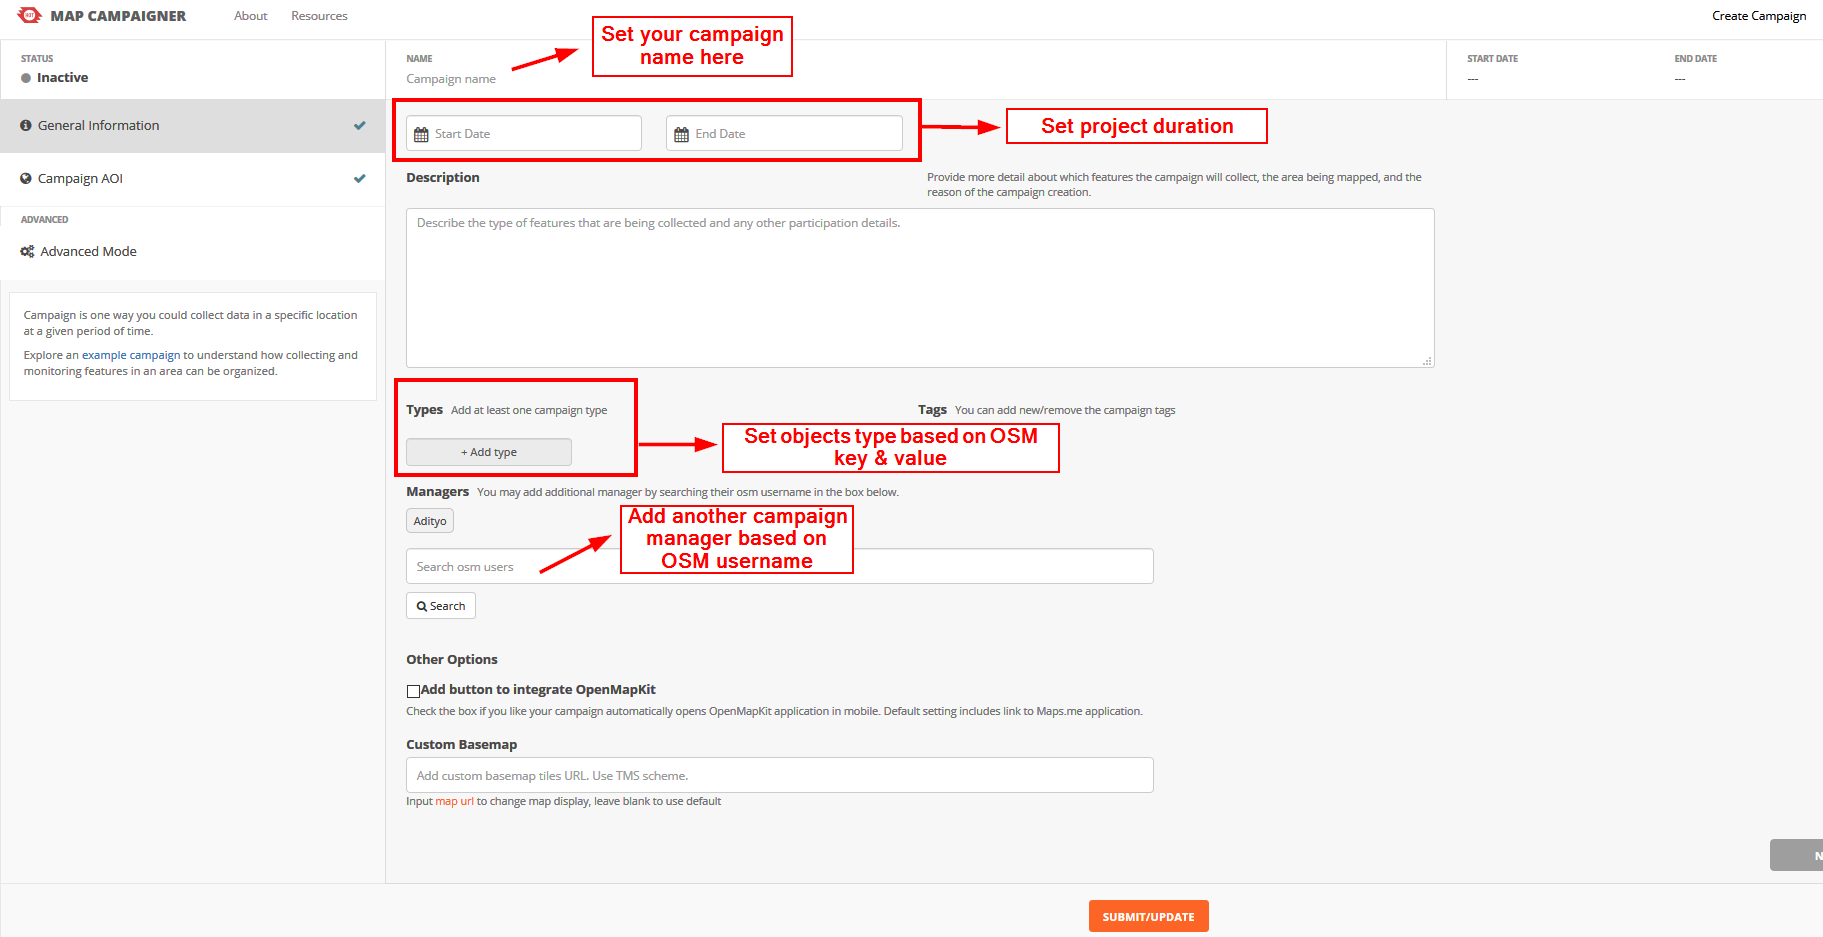 HOT
MAP CAMPAIGNER
About
Resources
Create Campaign
STATUS
Inactive
NAME
Campaign name
Set your campaign
name here
START DATE
---
END DATE
---
General Information
Start Date
End Date
Set project duration
Campaign AOI
Description
Provide more detail about which features the campaign will collect, the area being mapped, and the
reason of the campaign creation.
ADVANCED
Advanced Mode
Describe the type of features that are being collected and any other participation details.
Campaign is one way you could collect data in a specific location
at a given period of time.
Explore an example campaign to understand how collecting and
monitoring features in an area can be organized.
Types Add at least one campaign type
Tags You can add new/remove the campaign tags
+ Add type
Set objects type based on OSM
key & value
Managers You may add additional manager by searching their osm username in the box below.
Adityo
Add another campaign
manager based on
OSM username
Search osm users
Search
Other Options
Add button to integrate OpenMapKit
Check the box if you like your campaign automatically opens OpenMapKit application in mobile. Default setting includes link to Maps.me application.
Custom Basemap
Add custom basemap tiles URL. Use TMS scheme.
Input map url to change map display, leave blank to use default
N
SUBMIT/UPDATE